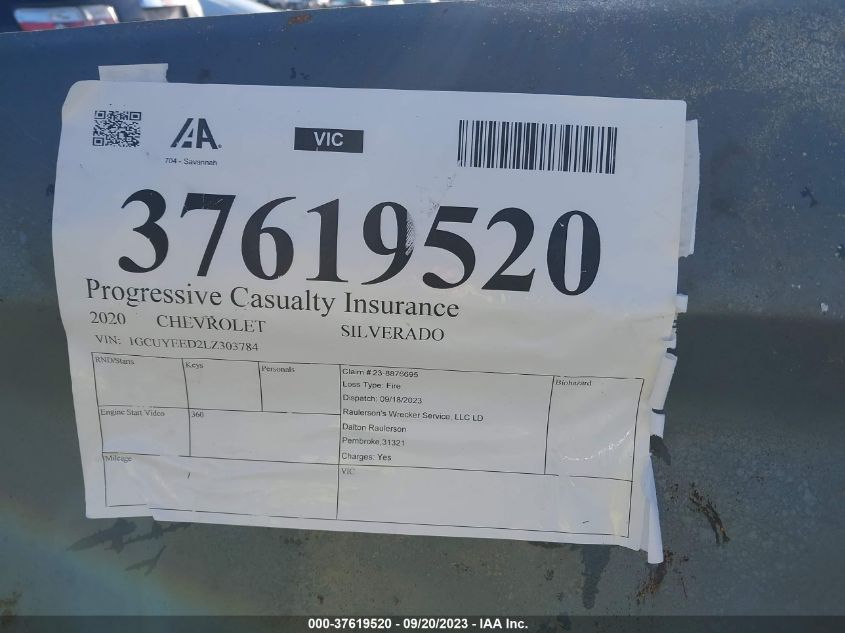 IAA
704 - Savannah
VIC
37619520
Progressive Casualty Insurance
2020 CHEVROLET SILVERADO
VIN: 1GCUYEED2LZ303784
RND/Starts Keys Personals
Claim # 23-8876695
Loss Type: Fire
Dispatch: 09/18/2023
Raulerson's Wrecker Service, LLC LD
Dalton Raulerson
Pembroke,31321
Charges: Yes
Biohazard
Engine Start Video 360
Mileage
VIC
000-37619520 - 09/20/2023 - IAA Inc.